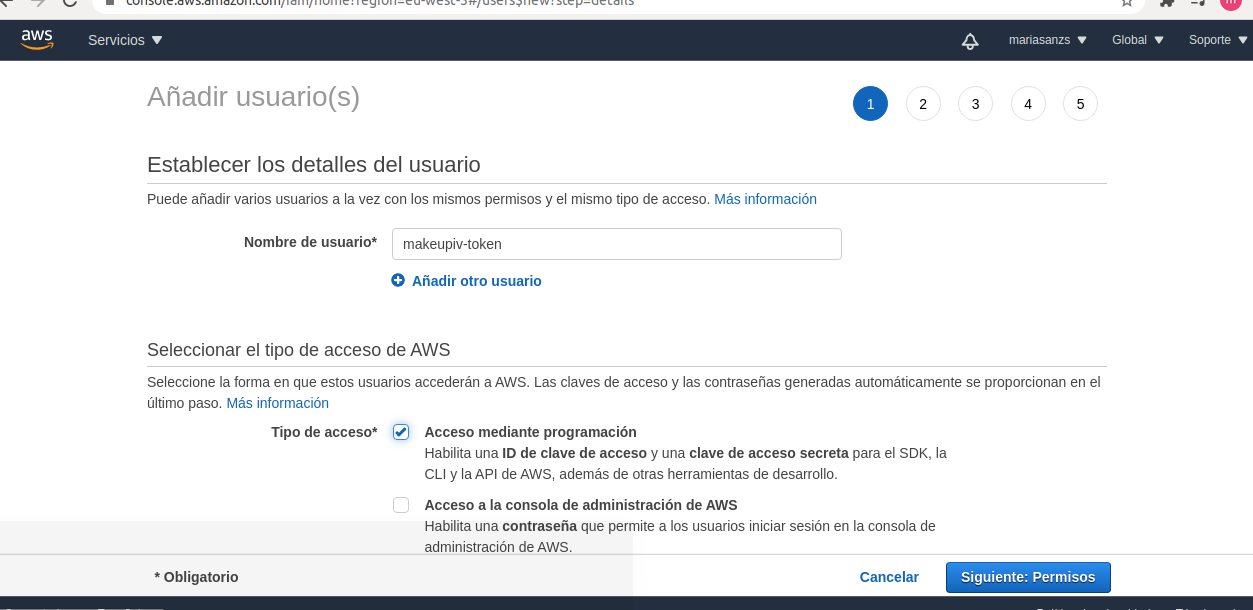 console.aws.amazon.com/iam/home?region=eu-west-3#/users$new?step=details
m
aws
Servicios
mariasanzs
Global
Soporte
Añadir usuario(s)
1
2
3
4
5
Establecer los detalles del usuario
Puede añadir varios usuarios a la vez con los mismos permisos y el mismo tipo de acceso. Más información
Nombre de usuario*
makeupiv-token
Añadir otro usuario
Seleccionar el tipo de acceso de AWS
Seleccione la forma en que estos usuarios accederán a AWS. Las claves de acceso y las contraseñas generadas automáticamente se proporcionan en el
último paso. Más información
Tipo de acceso*
Acceso mediante programación
Habilita una ID de clave de acceso y una clave de acceso secreta para el SDK, la
CLI y la API de AWS, además de otras herramientas de desarrollo.
Acceso a la consola de administración de AWS
Habilita una contraseña que permite a los usuarios iniciar sesión en la consola de
administración de AWS.
* Obligatorio
Cancelar
Siguiente: Permisos